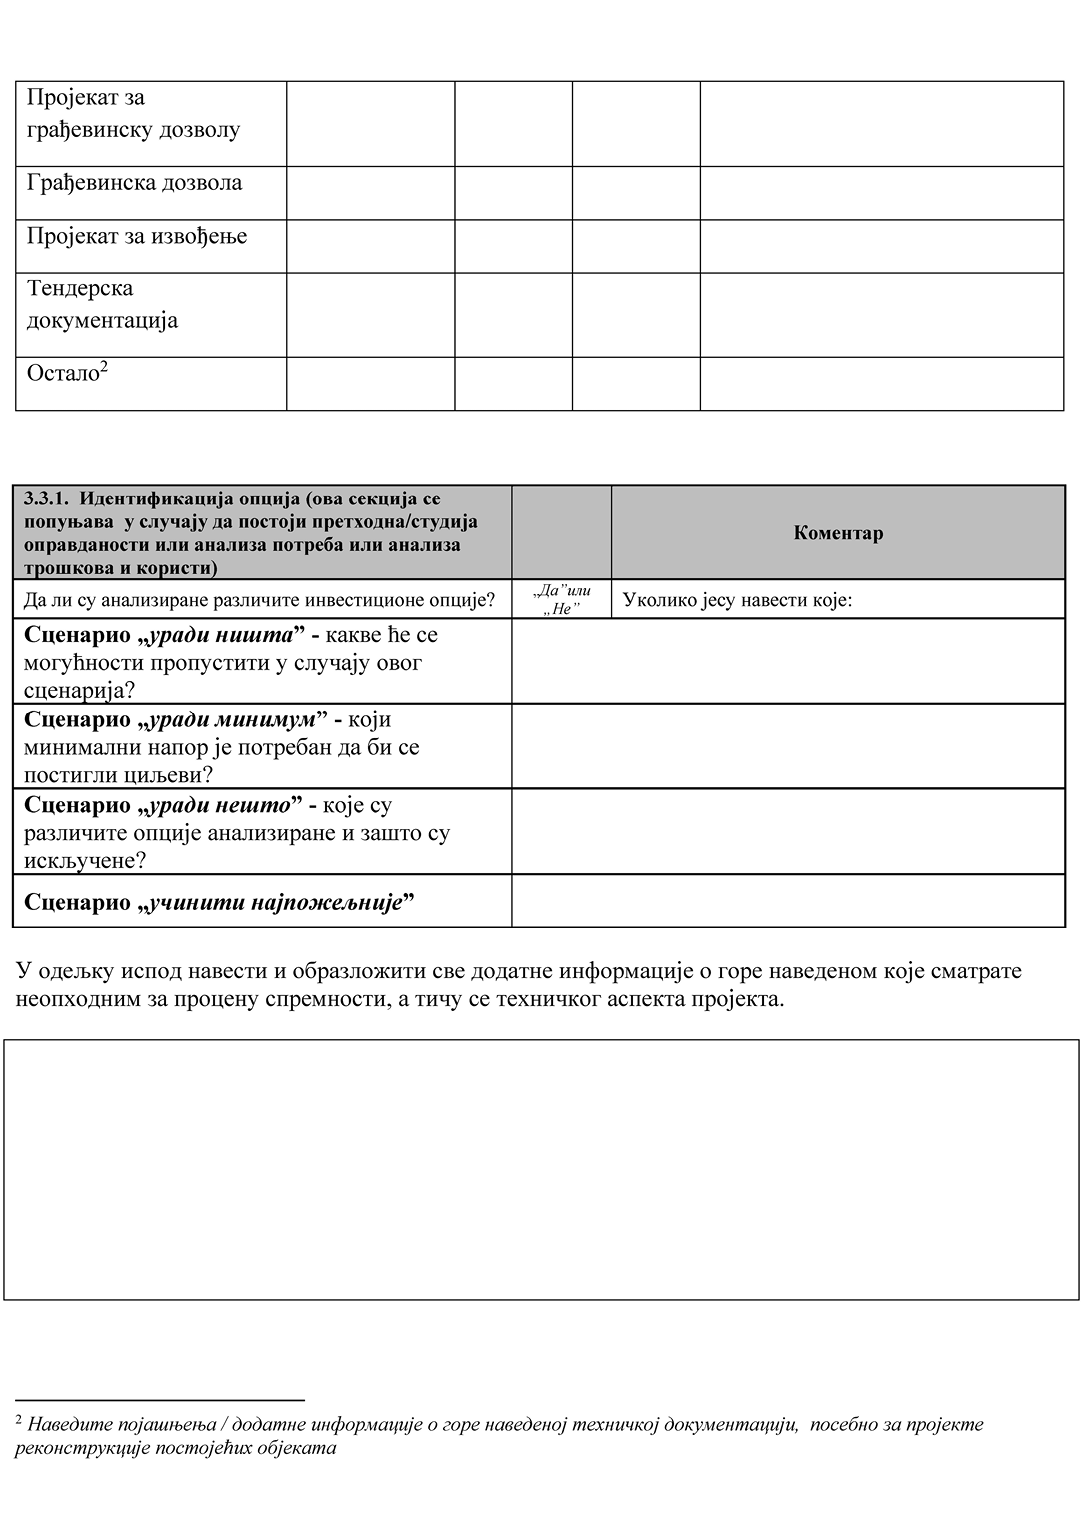 Пројекат за
грађевинску дозволу
Грађевинска дозвола
Пројекат за извођење
Тендерска
документација
Остало2
3.3.1. Идентификација опција (ова секција се
попуњава у случају да постоји претходна/студија
оправданости или анализа потреба или анализа
трошкова и користи)
Коментар
Да ли су анализиране различите инвестиционе опције?
„Да”или
„Не”
Уколико јесу навести које:
Сценарио „уради ништа” - какве ће се
могућности пропустити у случају овог
сценарија?
Сценарио „уради минимум” - који
минимални напор је потребан да би се
постигли циљеви?
Сценарио „уради нешто” - које су
различите опције анализиране и зашто су
искључене?
Сценарио „учинити најпожељније”
У одељку испод навести и образложити све додатне информације о горе наведеном које сматрате
неопходним за процену спремности, а тичу се техничког аспекта пројекта.
2 Наведите појашњења / додатне информације о горе наведеној техничкој документацији, посебно за пројекте
реконструкције постојећих објеката